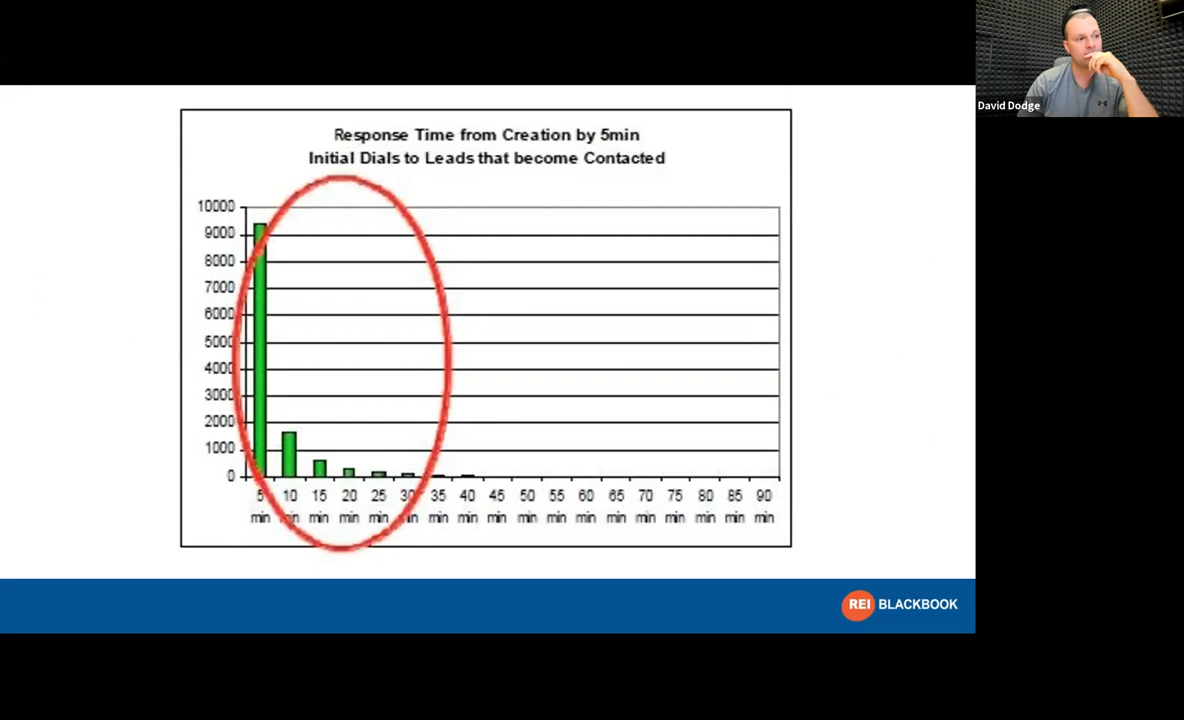 David Dodge
Response Time from Creation by 5min
Initial Dials to Leads that become Contacted
10000
9000
8000
7000
6000
5000
4000
3000
2000
1000
0
5 10 15 20 25 30 35 40 45 50 55 60 65 70 75 80 85 90
min min min min min min min min min min min min min min min min min min
REI BLACKBOOK